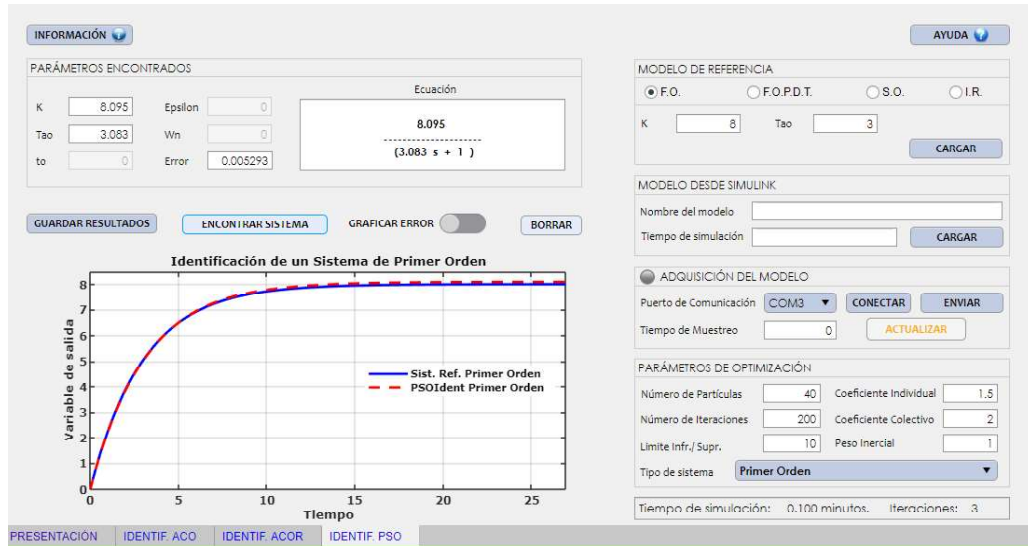 INFORMACIÓN
AYUDA
PARÁMETROS ENCONTRADOS
Ecuación
K 8.095 Epsilon 0
Tao 3.083 Wn 0
to 0 Error 0.005293
8.095
--------------------
(3.083 s + 1 )
GUARDAR RESULTADOS ENCONTRAR SISTEMA GRAFICAR ERROR BORRAR
Identificación de un Sistema de Primer Orden
Variable de salida
8
7
6
5
4
3
2
1
0
Sist. Ref. Primer Orden
PSOIdent Primer Orden
0 5 10 15 20 25
Tiempo
MODELO DE REFERENCIA
F.O. F.O.P.D.T. S.O. I.R.
K 8 Tao 3
CARGAR
MODELO DESDE SIMULINK
Nombre del modelo
Tiempo de simulación CARGAR
ADQUISICIÓN DEL MODELO
Puerto de Comunicación COM3 CONECTAR ENVIAR
Tiempo de Muestreo 0 ACTUALIZAR
PARÁMETROS DE OPTIMIZACIÓN
Número de Partículas 40 Coeficiente Individual 1.5
Número de Iteraciones 200 Coeficiente Colectivo 2
Limite Infr./ Supr. 10 Peso Inercial 1
Tipo de sistema Primer Orden
Tiempo de simulación: 0.100 minutos. Iteraciones: 3
PRESENTACIÓN IDENTIF. ACO IDENTIF. ACOR IDENTIF. PSO